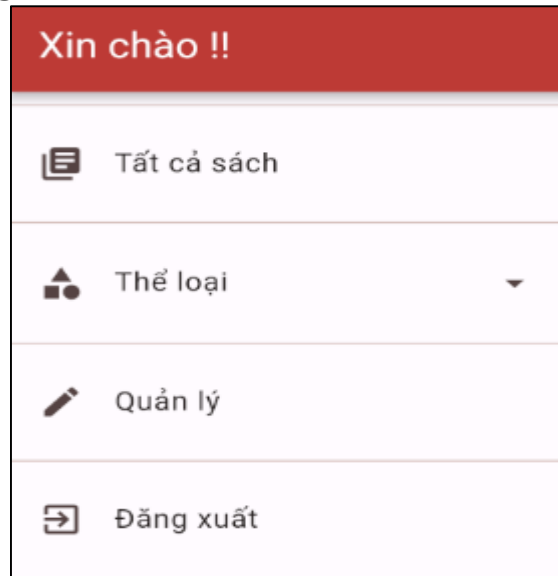 Xin chào !!
Tất cả sách
Thể loại
Quản lý
Đăng xuất